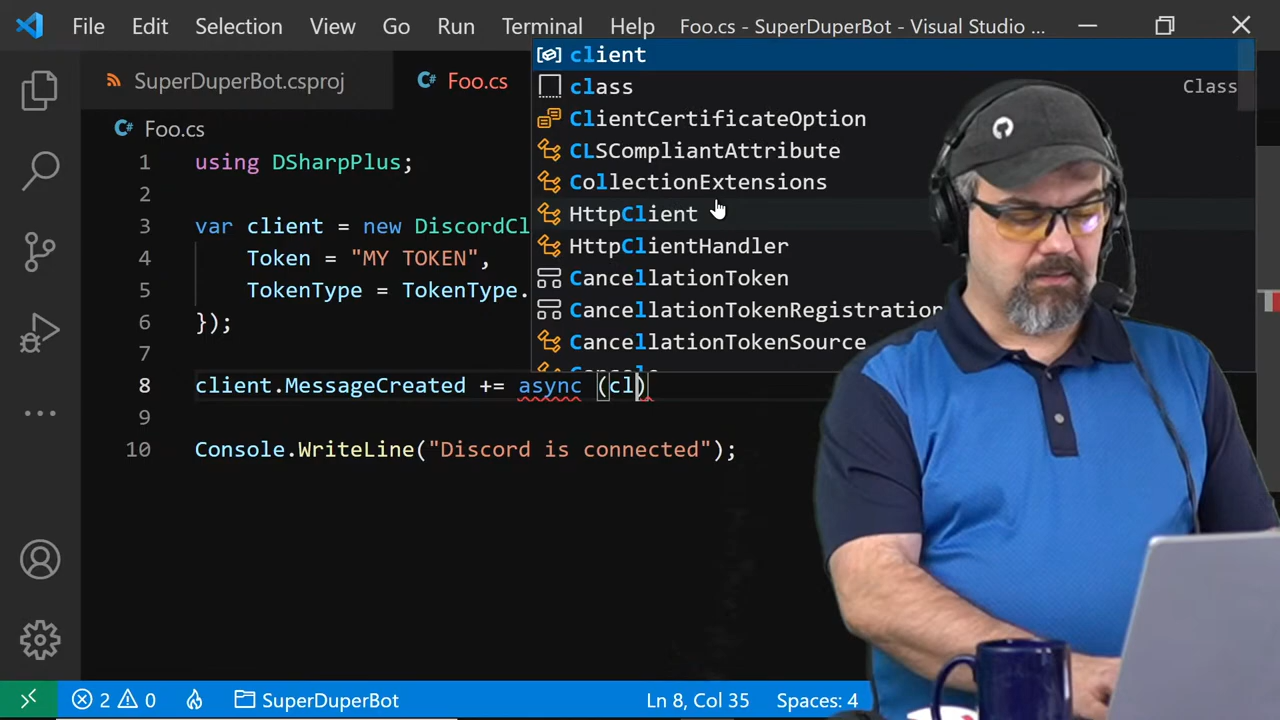 File Edit Selection View Go Run Terminal Help Foo.cs - SuperDuperBot - Visual Studio ...
SuperDuperBot.csproj C# Foo.cs
C# Foo.cs
client
class Class
ClientCertificateOption
CLSCompliantAttribute
CollectionExtensions
HttpClient
HttpClientHandler
CancellationToken
CancellationTokenRegistration
CancellationTokenSource
1 using DSharpPlus;
2
3 var client = new DiscordCl
4 Token = "MY TOKEN",
5 TokenType = TokenType.
6 });
7
8 client.MessageCreated += async (cl)
9
10 Console.WriteLine("Discord is connected");
2 0 SuperDuperBot Ln 8, Col 35 Spaces: 4